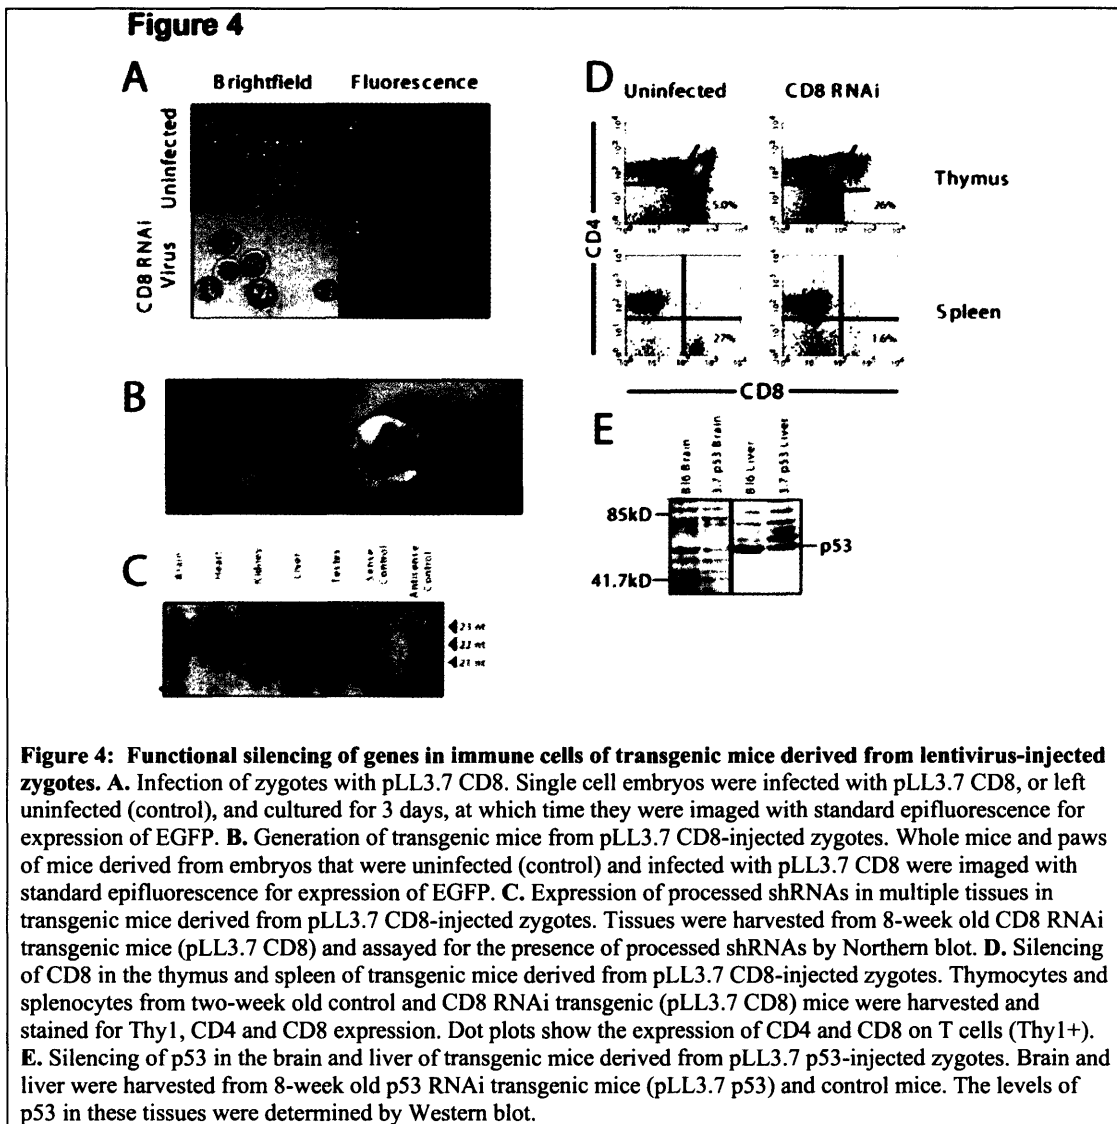 Figure 4
A
Brightfield Fluorescence
Uninfected
CD8 RNAi
Virus
B
C
Brain Heart Kidney Liver Testes Sense Control Antisense Control
23 nt
22 nt
21 nt
D
Uninfected CD8 RNAi
5.0% 26%
Thymus
CD4
27% 1.6%
Spleen
CD8
E
Bl6 Brain 3.7 p53 Brain Bl6 Liver 3.7 p53 Liver
85kD
p53
41.7kD
Figure 4: Functional silencing of genes in immune cells of transgenic mice derived from lentivirus-injected
zygotes. A. Infection of zygotes with pLL3.7 CD8. Single cell embryos were infected with pLL3.7 CD8, or left
uninfected (control), and cultured for 3 days, at which time they were imaged with standard epifluorescence for
expression of EGFP. B. Generation of transgenic mice from pLL3.7 CD8-injected zygotes. Whole mice and paws
of mice derived from embryos that were uninfected (control) and infected with pLL3.7 CD8 were imaged with
standard epifluorescence for expression of EGFP. C. Expression of processed shRNAs in multiple tissues in
transgenic mice derived from pLL3.7 CD8-injected zygotes. Tissues were harvested from 8-week old CD8 RNAi
transgenic mice (pLL3.7 CD8) and assayed for the presence of processed shRNAs by Northern blot. D. Silencing
of CD8 in the thymus and spleen of transgenic mice derived from pLL3.7 CD8-injected zygotes. Thymocytes and
splenocytes from two-week old control and CD8 RNAi transgenic (pLL3.7 CD8) mice were harvested and
stained for Thy1, CD4 and CD8 expression. Dot plots show the expression of CD4 and CD8 on T cells (Thy1+).
E. Silencing of p53 in the brain and liver of transgenic mice derived from pLL3.7 p53-injected zygotes. Brain and
liver were harvested from 8-week old p53 RNAi transgenic mice (pLL3.7 p53) and control mice. The levels of
p53 in these tissues were determined by Western blot.